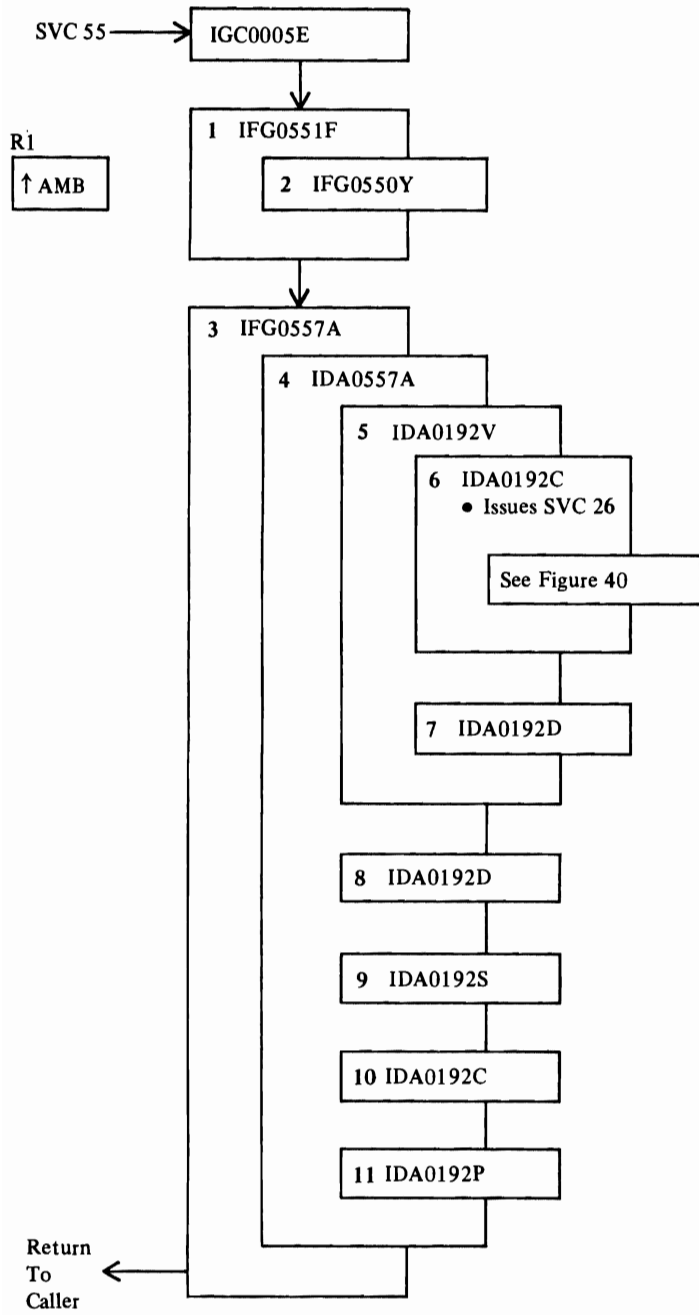 SVC 55
IGC0005E
1 IFG0551F
R1
↑ AMB
2 IFG0550Y
3 IFG0557A
4 IDA0557A
5 IDA0192V
6 IDA0192C
• Issues SVC 26
See Figure 40
7 IDA0192D
8 IDA0192D
9 IDA0192S
10 IDA0192C
11 IDA0192P
Return
To
Caller